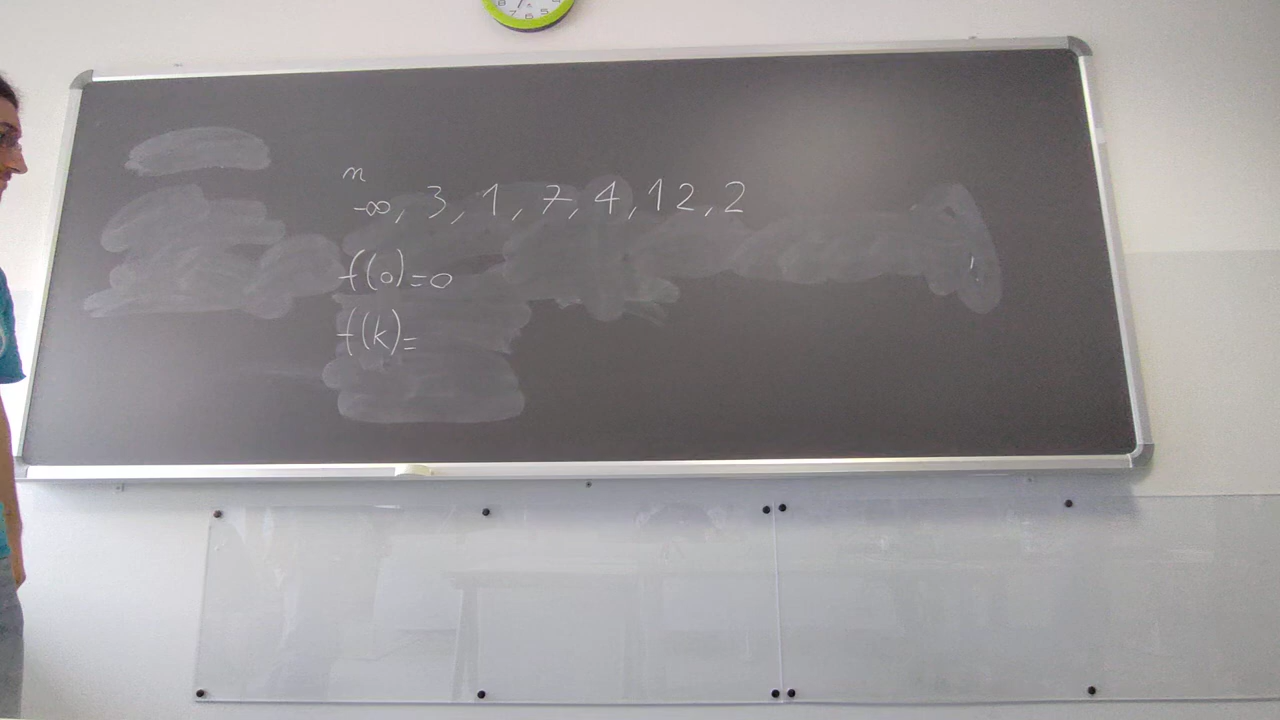 n
-∞, 3, 1, 7, 4, 12, 2
f(0)=0
f(k)=